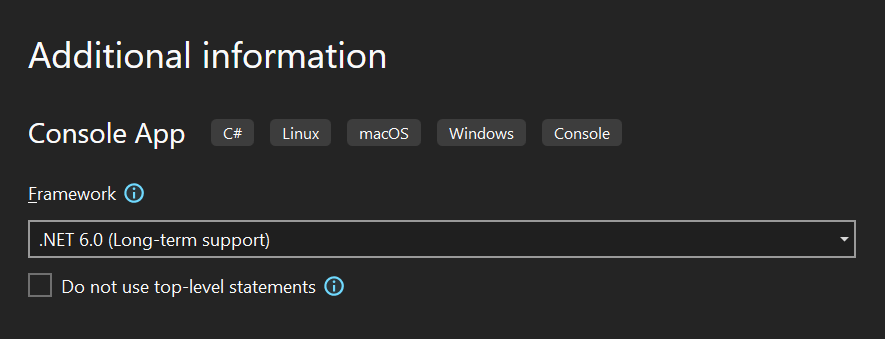 Additional information
Console App C# Linux macOS Windows Console
Framework
.NET 6.0 (Long-term support)
Do not use top-level statements